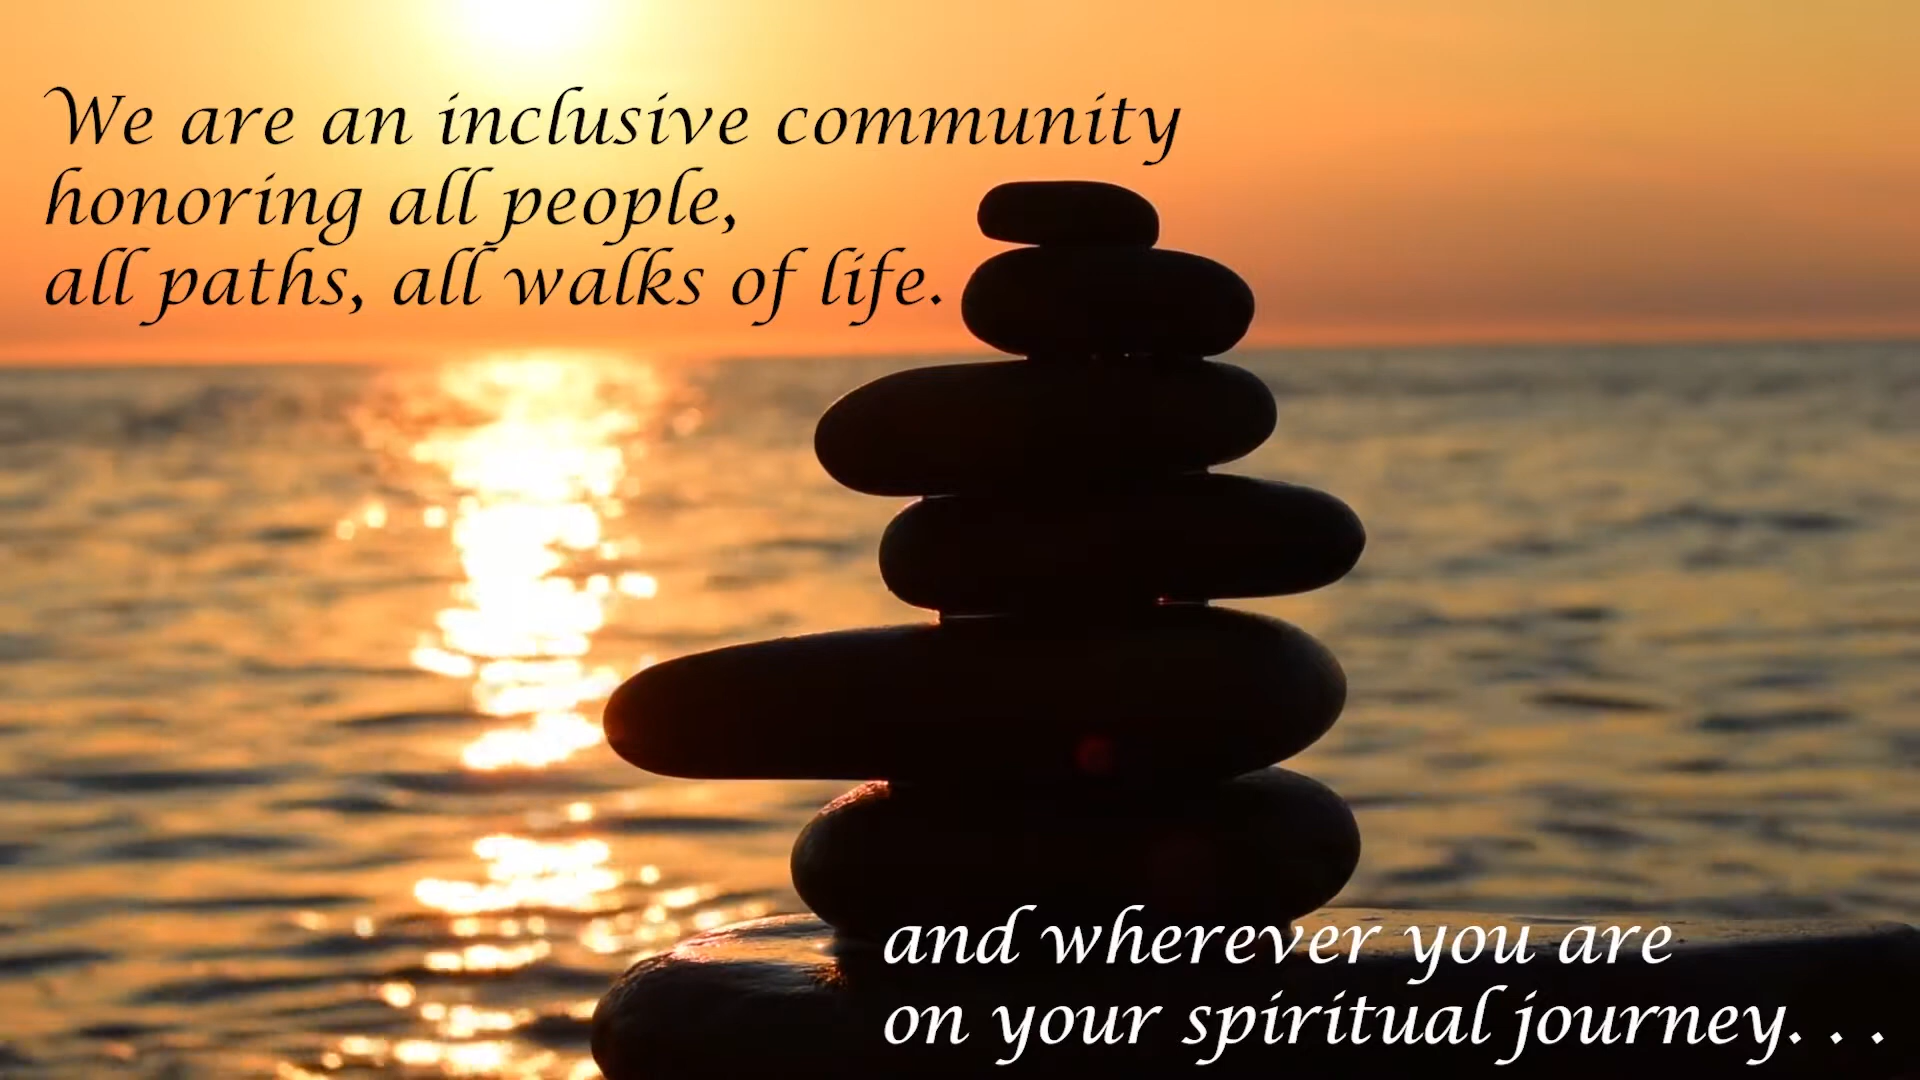 We are an inclusive community
honoring all people,
all paths, all walks of life.
and wherever you are
on your spiritual journey. . .